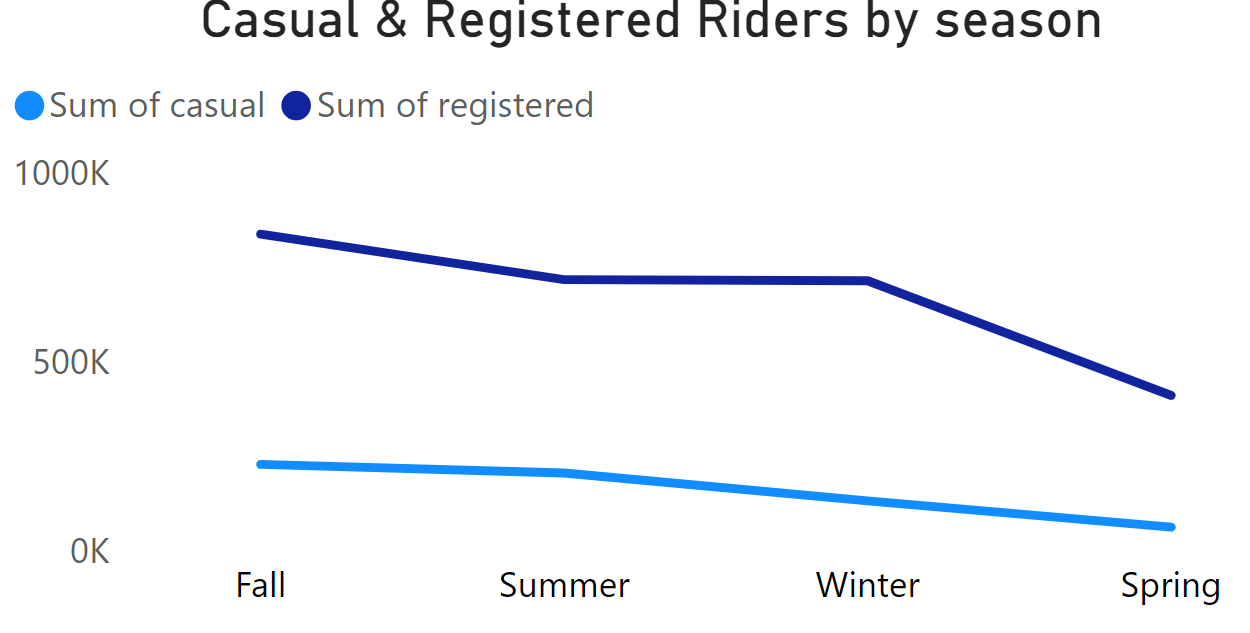 Casual & Registered Riders by season
Sum of casual Sum of registered
1000K
500K
0K
Fall Summer Winter Spring